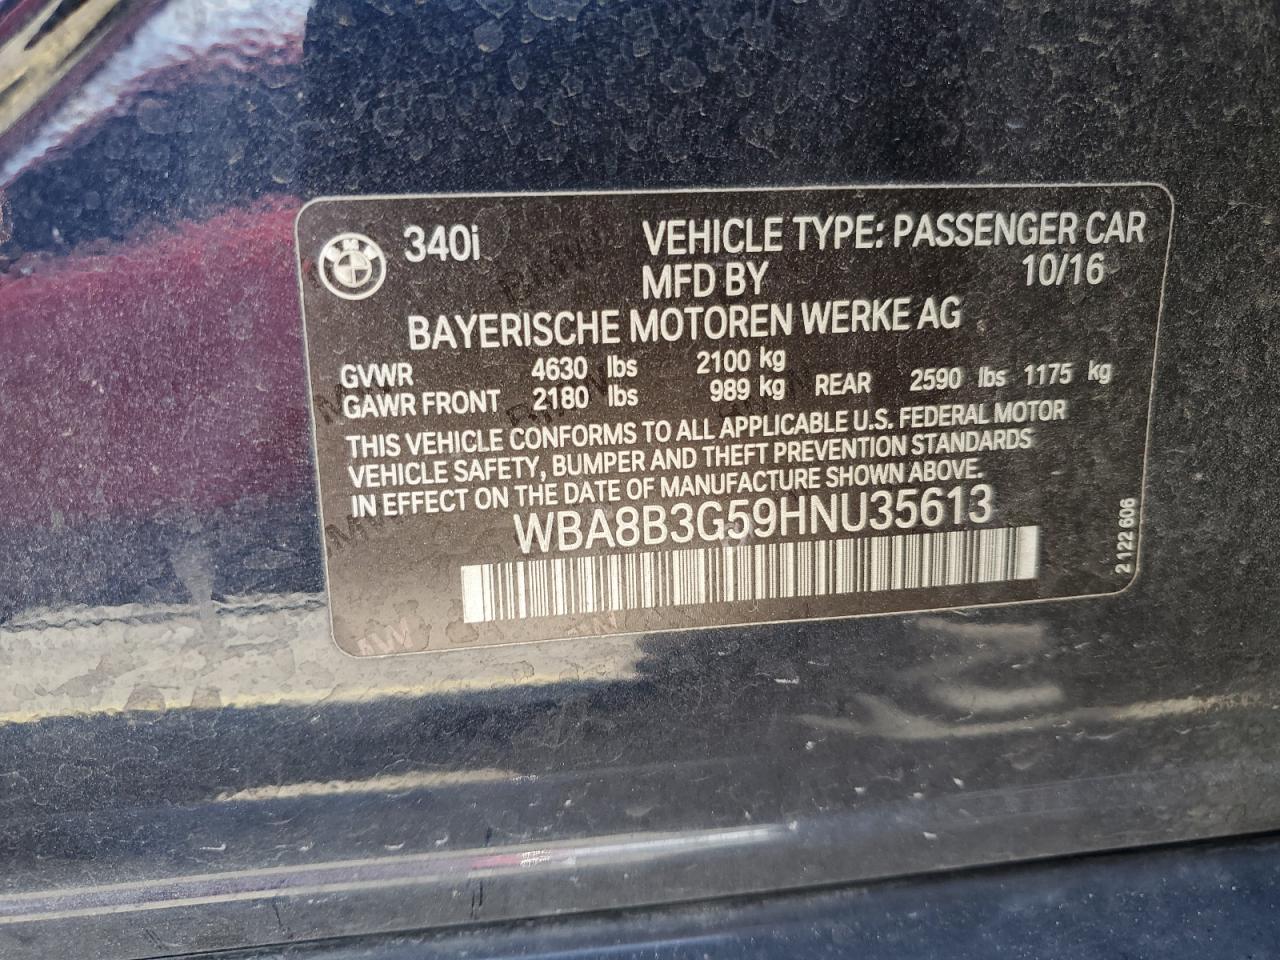 340i VEHICLE TYPE: PASSENGER CAR
MFD BY 10/16
BAYERISCHE MOTOREN WERKE AG
GVWR 4630 lbs 2100 kg
GAWR FRONT 2180 lbs 989 kg REAR 2590 lbs 1175 kg
THIS VEHICLE CONFORMS TO ALL APPLICABLE U.S. FEDERAL MOTOR
VEHICLE SAFETY, BUMPER AND THEFT PREVENTION STANDARDS
IN EFFECT ON THE DATE OF MANUFACTURE SHOWN ABOVE.
WBA8B3G59HNU35613
2 122 606